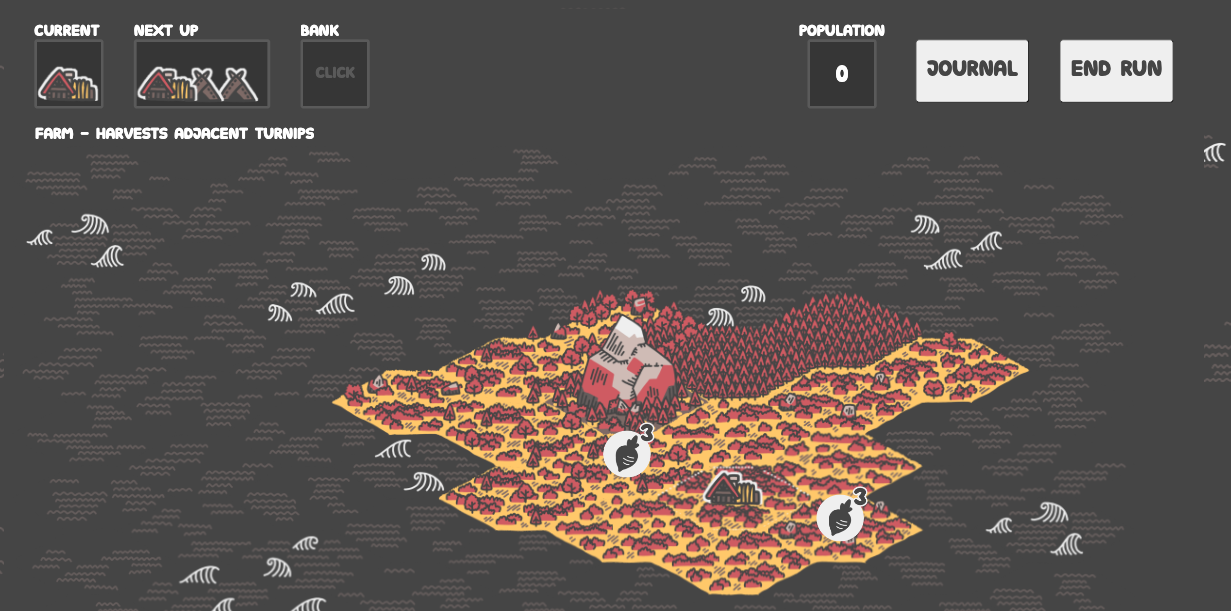 CURRENT
NEXT UP
BANK
POPULATION
CLICK
0
JOURNAL
END RUN
FARM - HARVESTS ADJACENT TURNIPS
3
3